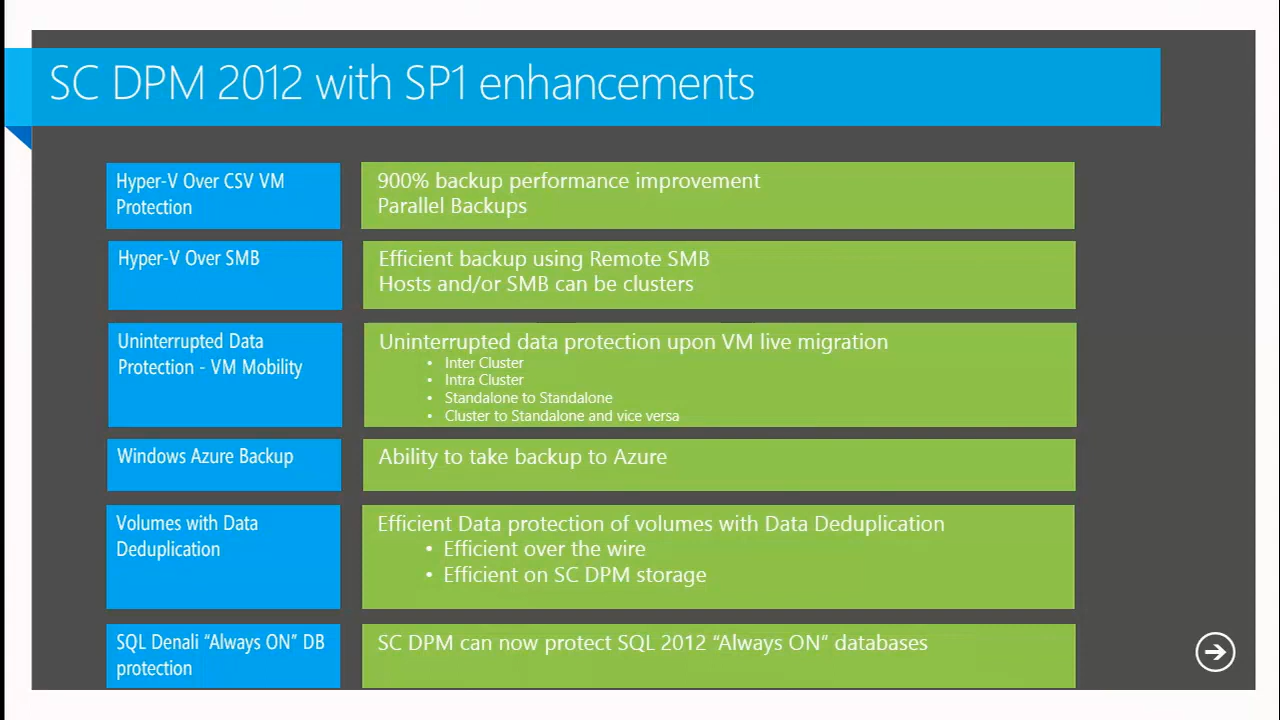 SC DPM 2012 with SP1 enhancements
Hyper-V Over CSV VM
Protection
900% backup performance improvement
Parallel Backups
Hyper-V Over SMB
Efficient backup using Remote SMB
Hosts and/or SMB can be clusters
Uninterrupted Data
Protection - VM Mobility
Uninterrupted data protection upon VM live migration
• Inter Cluster
• Intra Cluster
• Standalone to Standalone
• Cluster to Standalone and vice versa
Windows Azure Backup
Ability to take backup to Azure
Volumes with Data
Deduplication
Efficient Data protection of volumes with Data Deduplication
• Efficient over the wire
• Efficient on SC DPM storage
SQL Denali “Always ON” DB
protection
SC DPM can now protect SQL 2012 “Always ON” databases